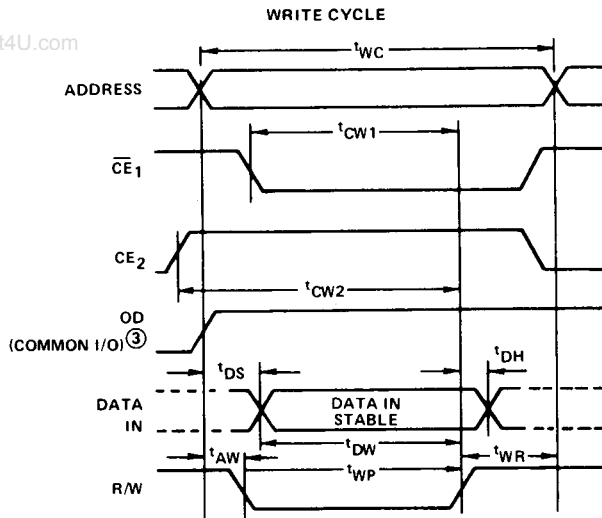 WRITE CYCLE
t4U.com
tWC
ADDRESS
tCW1
CE1
CE2
tCW2
OD
(COMMON I/O) ③
tDS
tDH
DATA IN
DATA IN STABLE
tDW
tAW
tWP
tWR
R/W